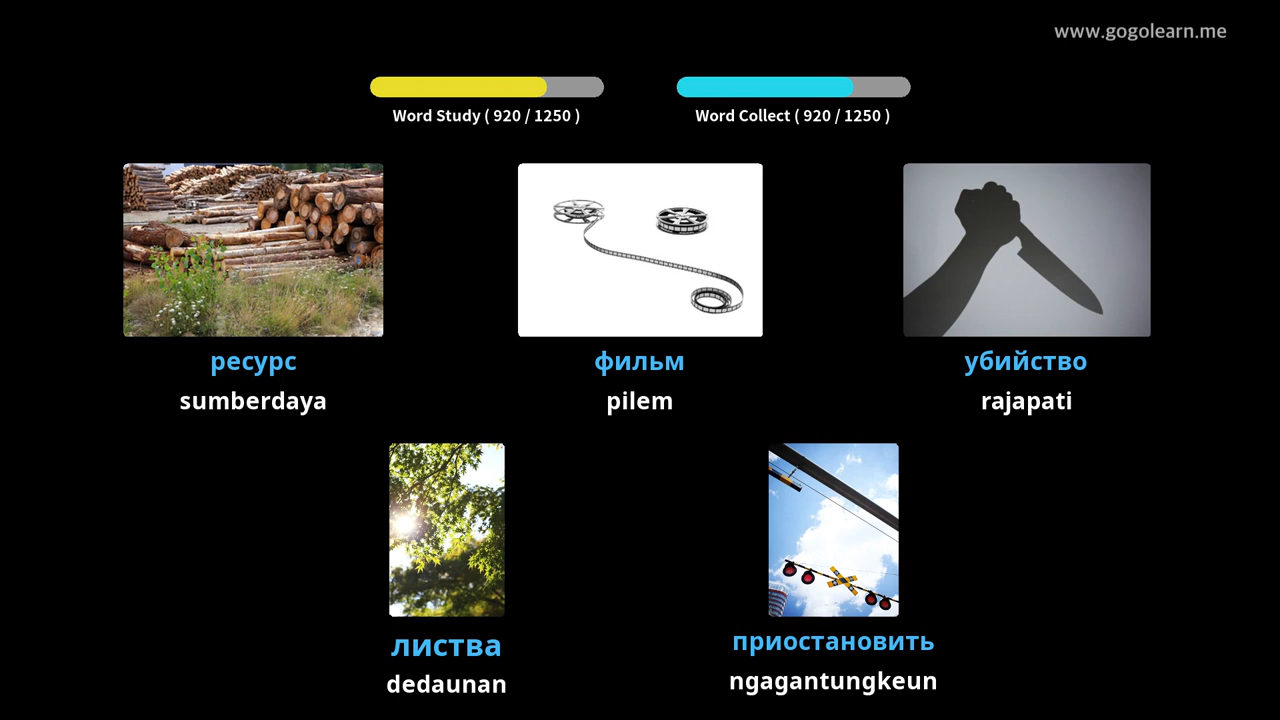 www.gogolearn.me
Word Study ( 920 / 1250 )
Word Collect ( 920 / 1250 )
ресурс
sumberdaya
фильм
pilem
убийство
rajapati
листва
dedaunan
приостановить
ngagantungkeun